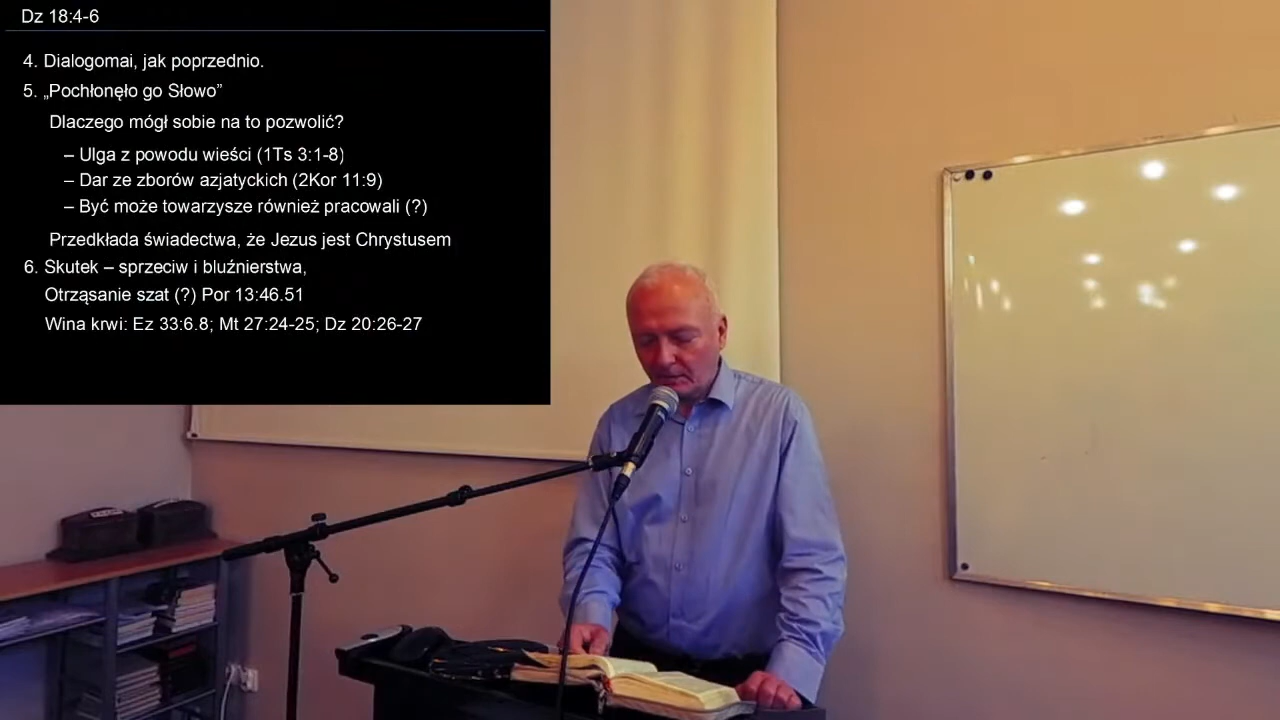 Dz 18:4-6
4. Dialogomai, jak poprzednio.
5. „Pochłonęło go Słowo”
Dlaczego mógł sobie na to pozwolić?
– Ulga z powodu wieści (1Ts 3:1-8)
– Dar ze zborów azjatyckich (2Kor 11:9)
– Być może towarzysze również pracowali (?)
Przedkłada świadectwa, że Jezus jest Chrystusem
6. Skutek – sprzeciw i bluźnierstwa,
Otrząsanie szat (?) Por 13:46.51
Wina krwi: Ez 33:6.8; Mt 27:24-25; Dz 20:26-27